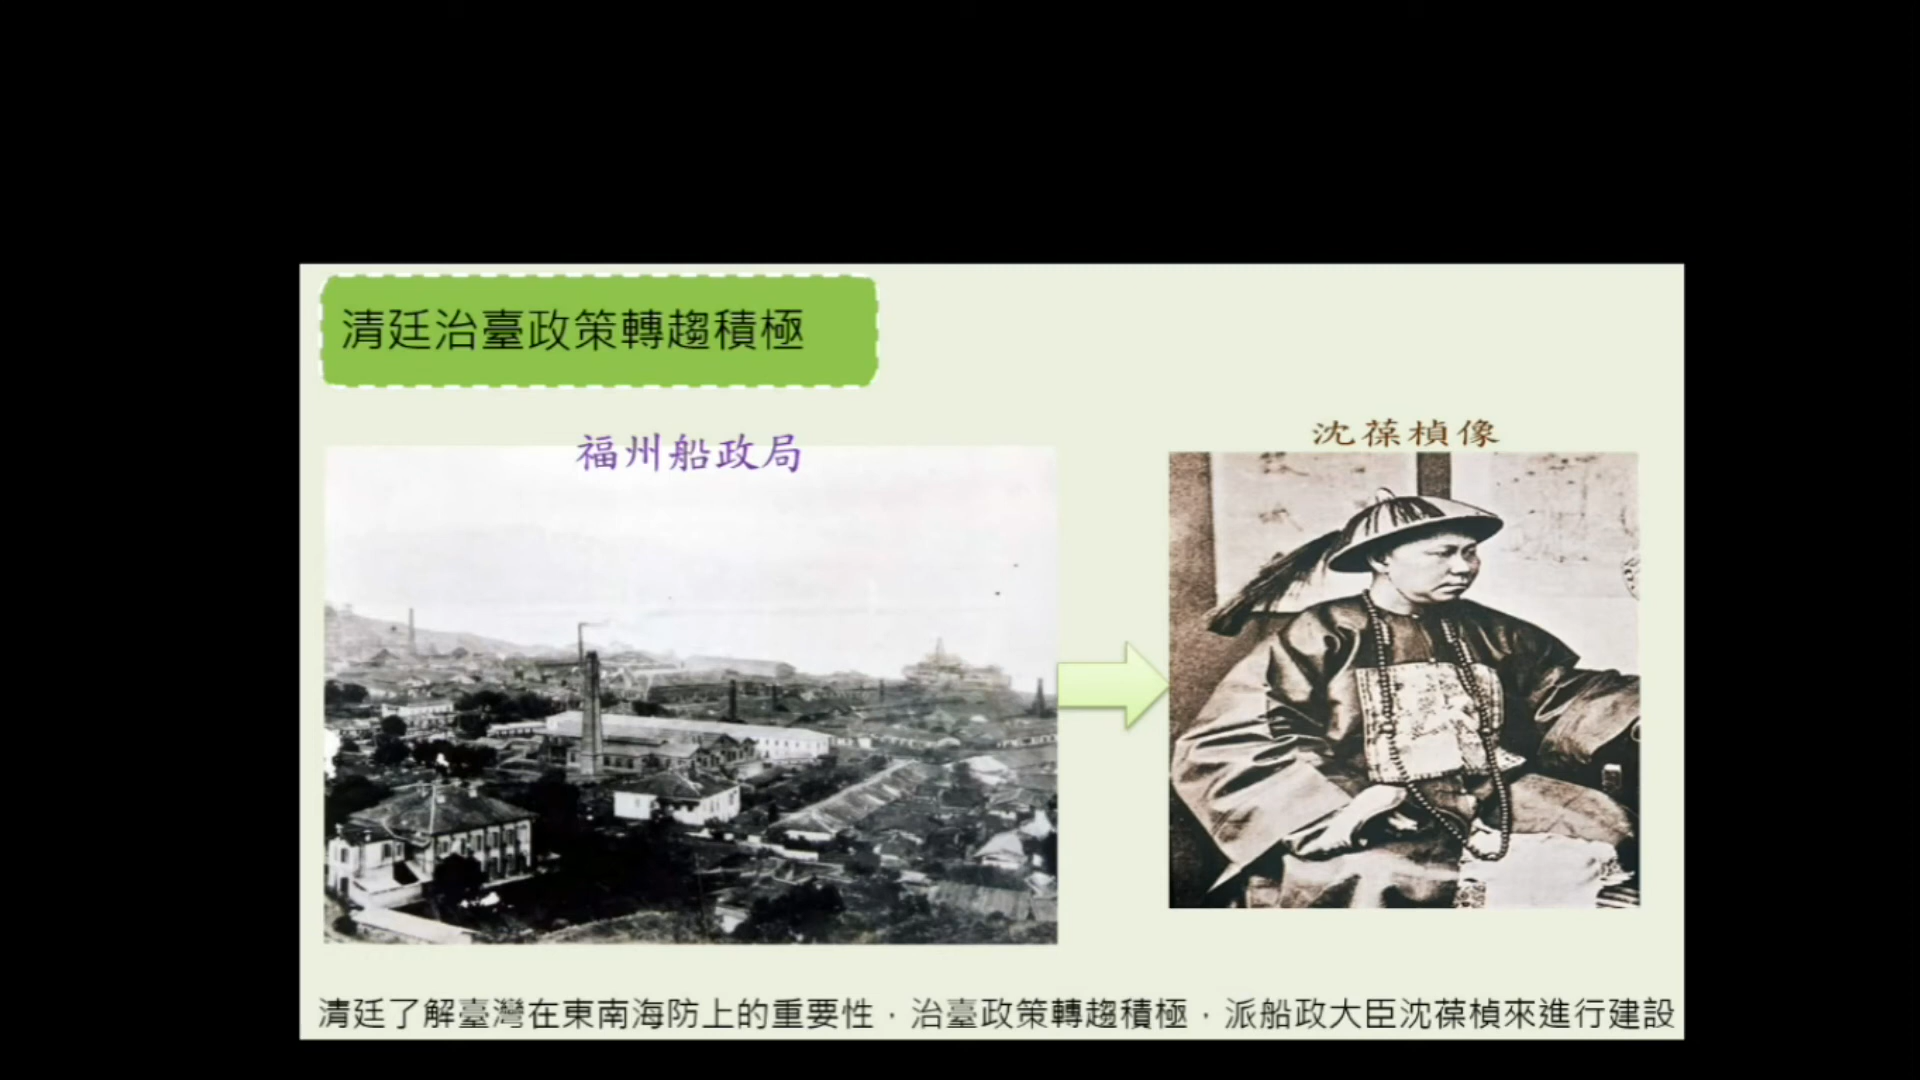 清廷治臺政策轉趨積極
福州船政局
沈葆楨像
清廷了解臺灣在東南海防上的重要性，治臺政策轉趨積極，派船政大臣沈葆楨來進行建設